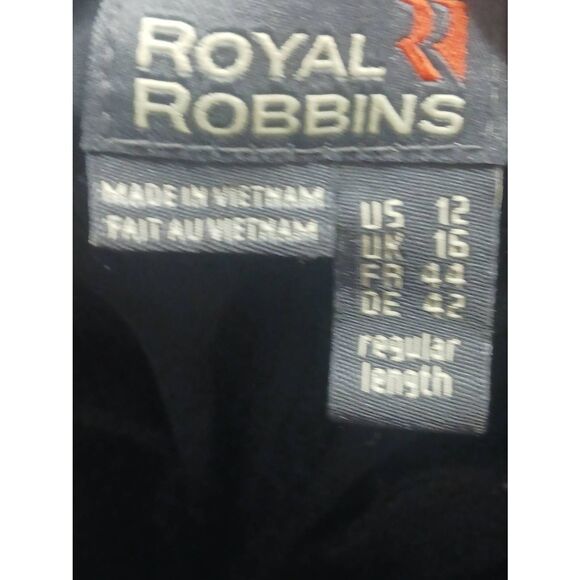 ROYAL
ROBBINS
MADE IN VIETNAM
FAIT AU VIETNAM
US 12
UK 16
FR 44
DE 42
regular
length